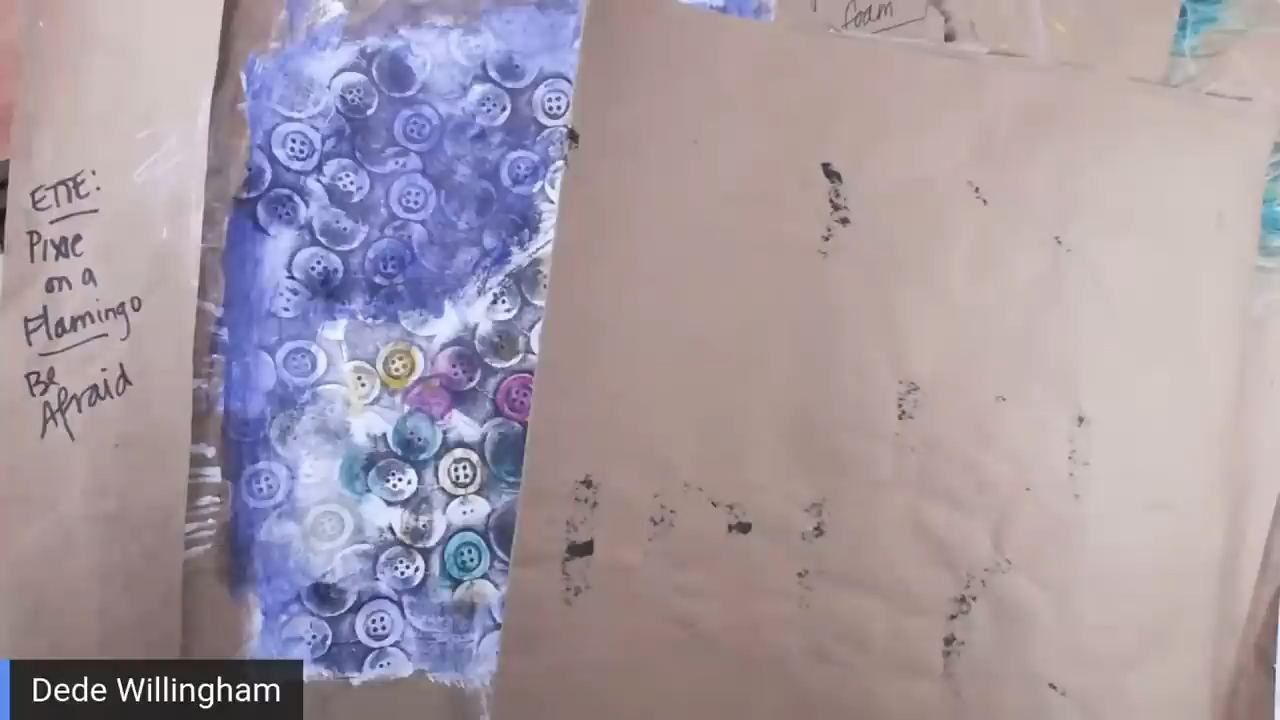 foam
ETTE:
Pixie
on a
Flamingo
Be
Afraid
Dede Willingham